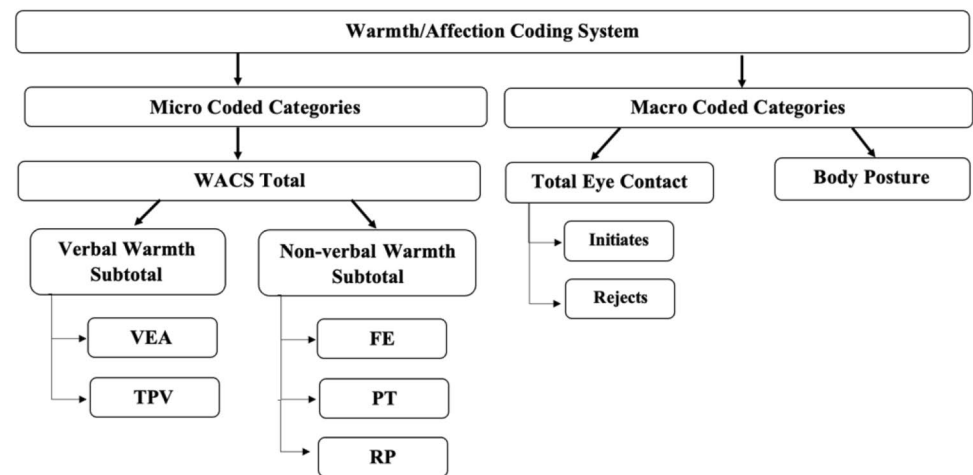 Warmth/Affection Coding System
Micro Coded Categories
Macro Coded Categories
WACS Total
Total Eye Contact
Body Posture
Verbal Warmth
Subtotal
Non-verbal Warmth
Subtotal
Initiates
Rejects
VEA
TPV
FE
PT
RP